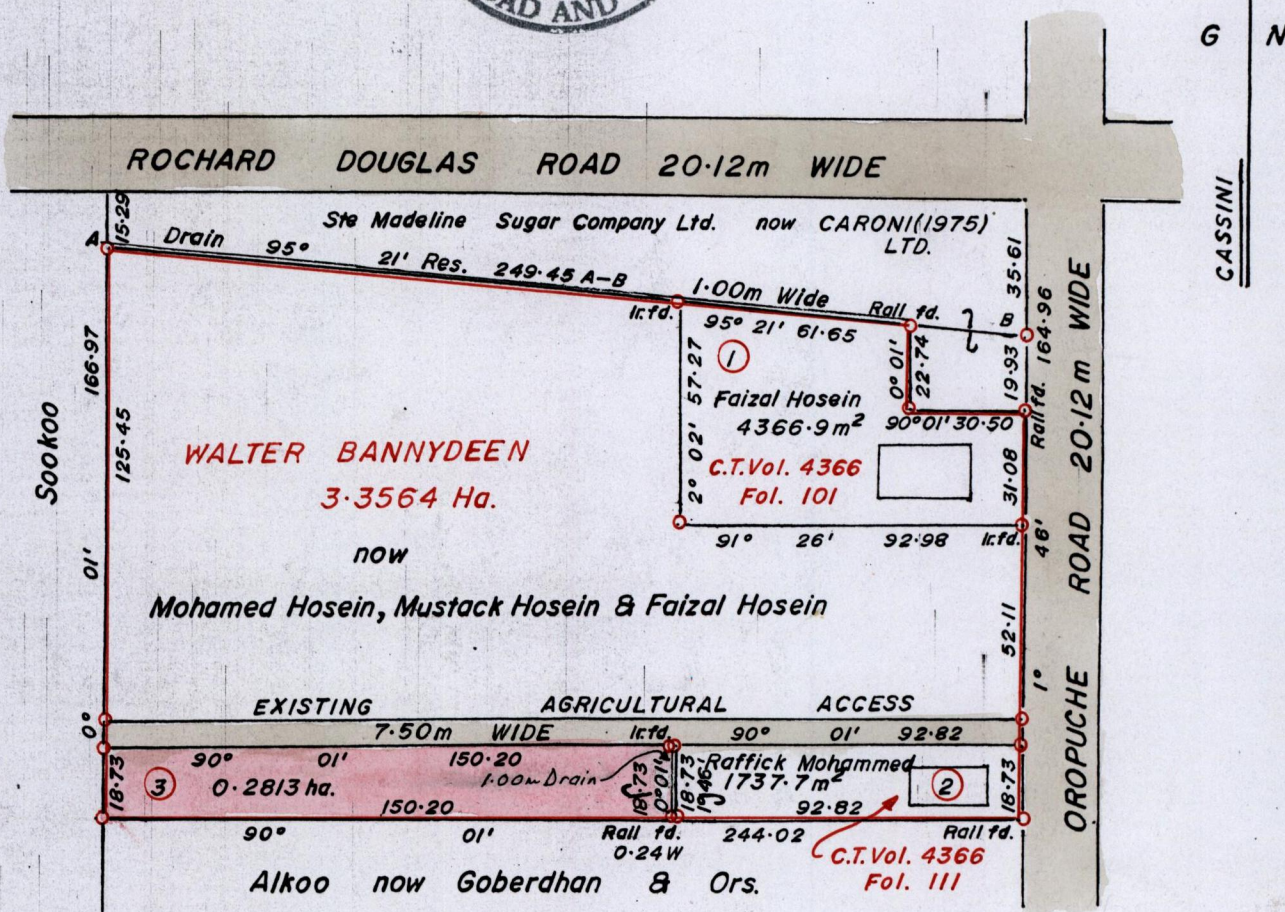 AD AND
G N
CASSINI
ROCHARD DOUGLAS ROAD 20·12m WIDE
15·29
Ste Madeline Sugar Company Ltd. now CARONI(1975) LTD.
A
Drain 95° 21' Res. 249·45 A-B
1·00m Wide
Rail fd.
B
35·61
Ir.fd.
95° 21' 61·65
1
0° 01'
22·74
19·93
Rail fd.
164·96
Faizal Hosein
4366·9m²
90°01' 30·50
C.T.Vol. 4366
Fol. 101
2° 02' 57·27
31·08
91° 26' 92·98 Ir.fd.
46'
Sookoo
166·97
125·45
01'
0°
WALTER BANNYDEEN
3·3564 Ha.
now
Mohamed Hosein, Mustack Hosein & Faizal Hosein
52·11
1°
OROPUCHE ROAD 20·12m WIDE
EXISTING AGRICULTURAL ACCESS
7·50m WIDE Ir.fd. 90° 01' 92·82
90° 01' 150·20
18·73
3
0·2813 ha.
1·00m Drain
18·73
0°01'
18·73
1°46'
Raffick Mohammed
1737·7m²
2
18·73
150·20
92·82
90° 01' Rail fd. 244·02 Rail fd.
0·24W
C.T.Vol. 4366
Fol. 111
Alkoo now Goberdhan & Ors.